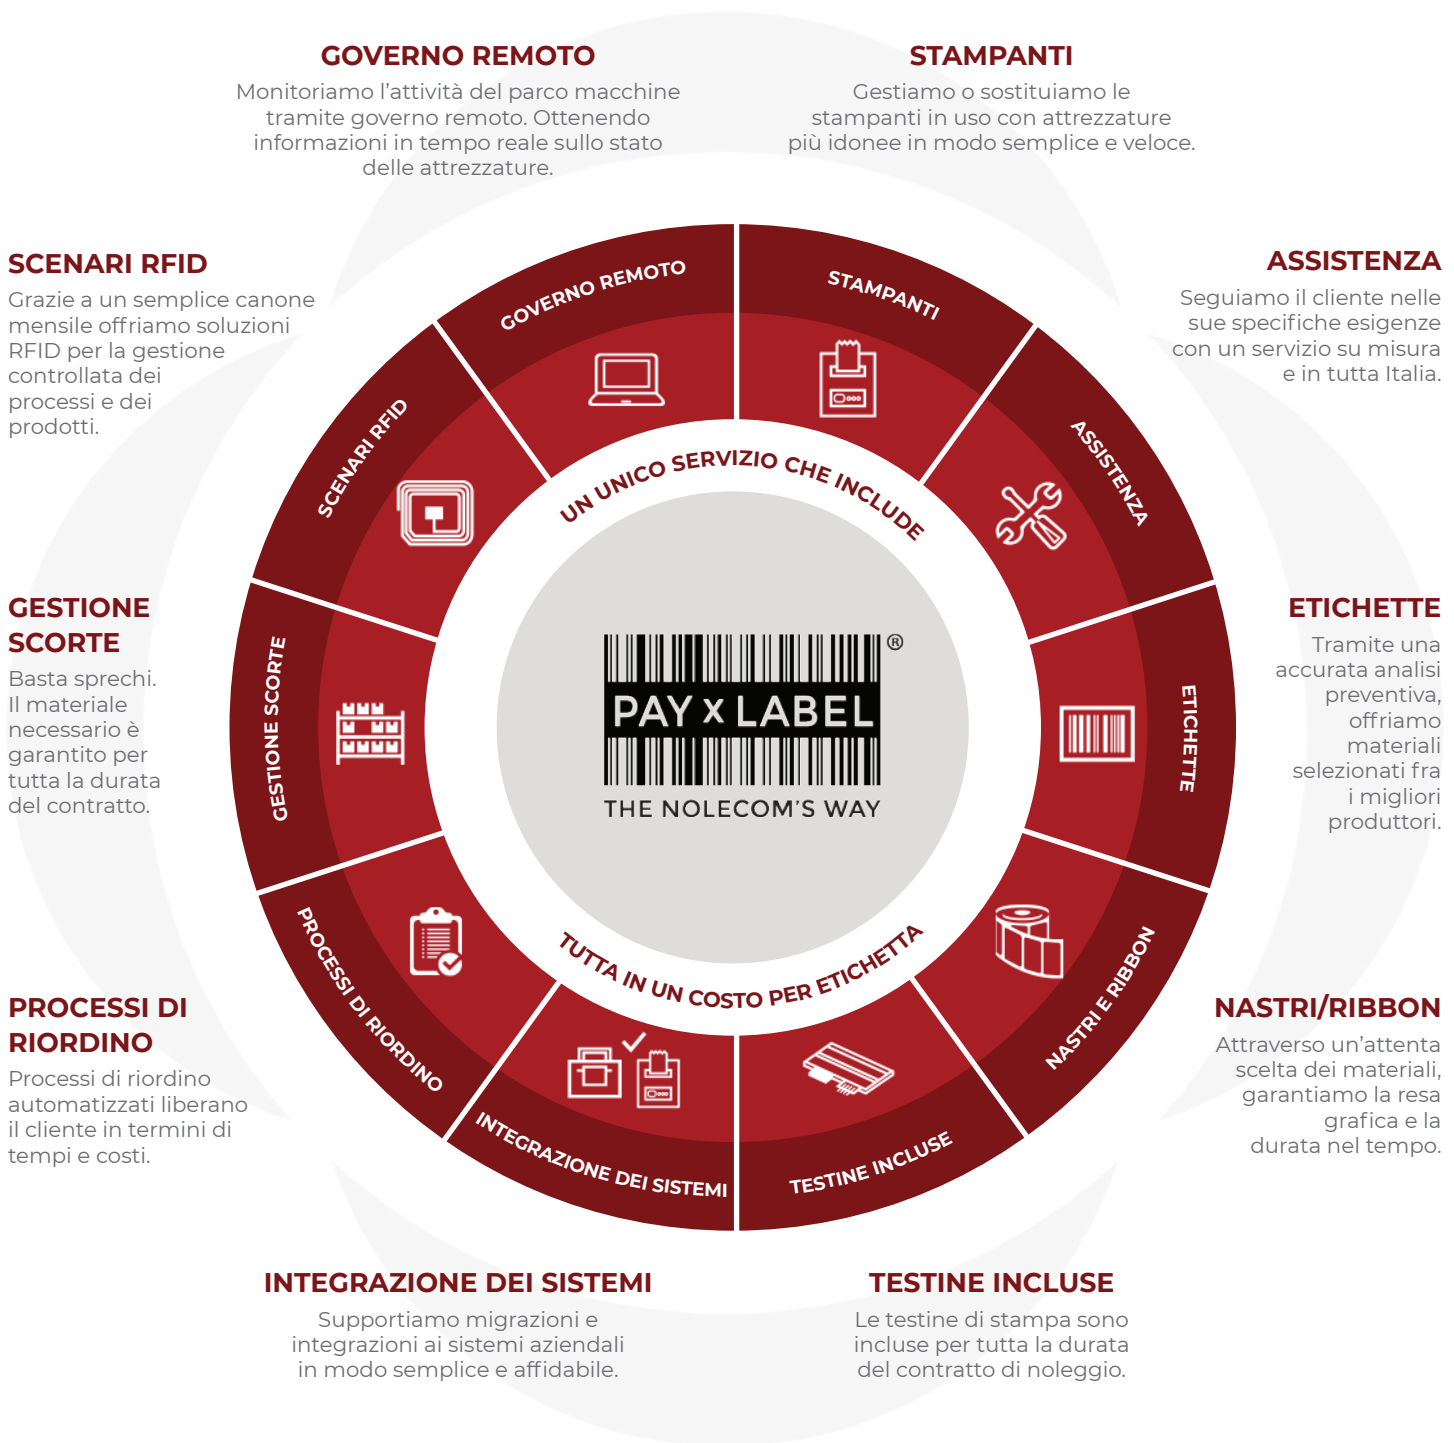 GOVERNO REMOTO
Monitoriamo l’attività del parco macchine
tramite governo remoto. Ottenendo
informazioni in tempo reale sullo stato
delle attrezzature.
STAMPANTI
Gestiamo o sostituiamo le
stampanti in uso con attrezzature
più idonee in modo semplice e veloce.
SCENARI RFID
Grazie a un semplice canone
mensile offriamo soluzioni
RFID per la gestione
controllata dei
processi e dei
prodotti.
ASSISTENZA
Seguiamo il cliente nelle
sue specifiche esigenze
con un servizio su misura
e in tutta Italia.
GESTIONE
SCORTE
Basta sprechi.
Il materiale
necessario è
garantito per
tutta la durata
del contratto.
ETICHETTE
Tramite una
accurata analisi
preventiva,
offriamo
materiali
selezionati fra
i migliori
produttori.
PROCESSI DI
RIORDINO
Processi di riordino
automatizzati liberano
il cliente in termini di
tempi e costi.
NASTRI/RIBBON
Attraverso un’attenta
scelta dei materiali,
garantiamo la resa
grafica e la
durata nel tempo.
INTEGRAZIONE DEI SISTEMI
Supportiamo migrazioni e
integrazioni ai sistemi aziendali
in modo semplice e affidabile.
TESTINE INCLUSE
Le testine di stampa sono
incluse per tutta la durata
del contratto di noleggio.
GOVERNO REMOTO
STAMPANTI
ASSISTENZA
ETICHETTE
NASTRI E RIBBON
TESTINE INCLUSE
INTEGRAZIONE DEI SISTEMI
PROCESSI DI RIORDINO
GESTIONE SCORTE
SCENARI RFID
UN UNICO SERVIZIO CHE INCLUDE
®
PAY x LABEL
THE NOLECOM'S WAY
TUTTA IN UN COSTO PER ETICHETTA